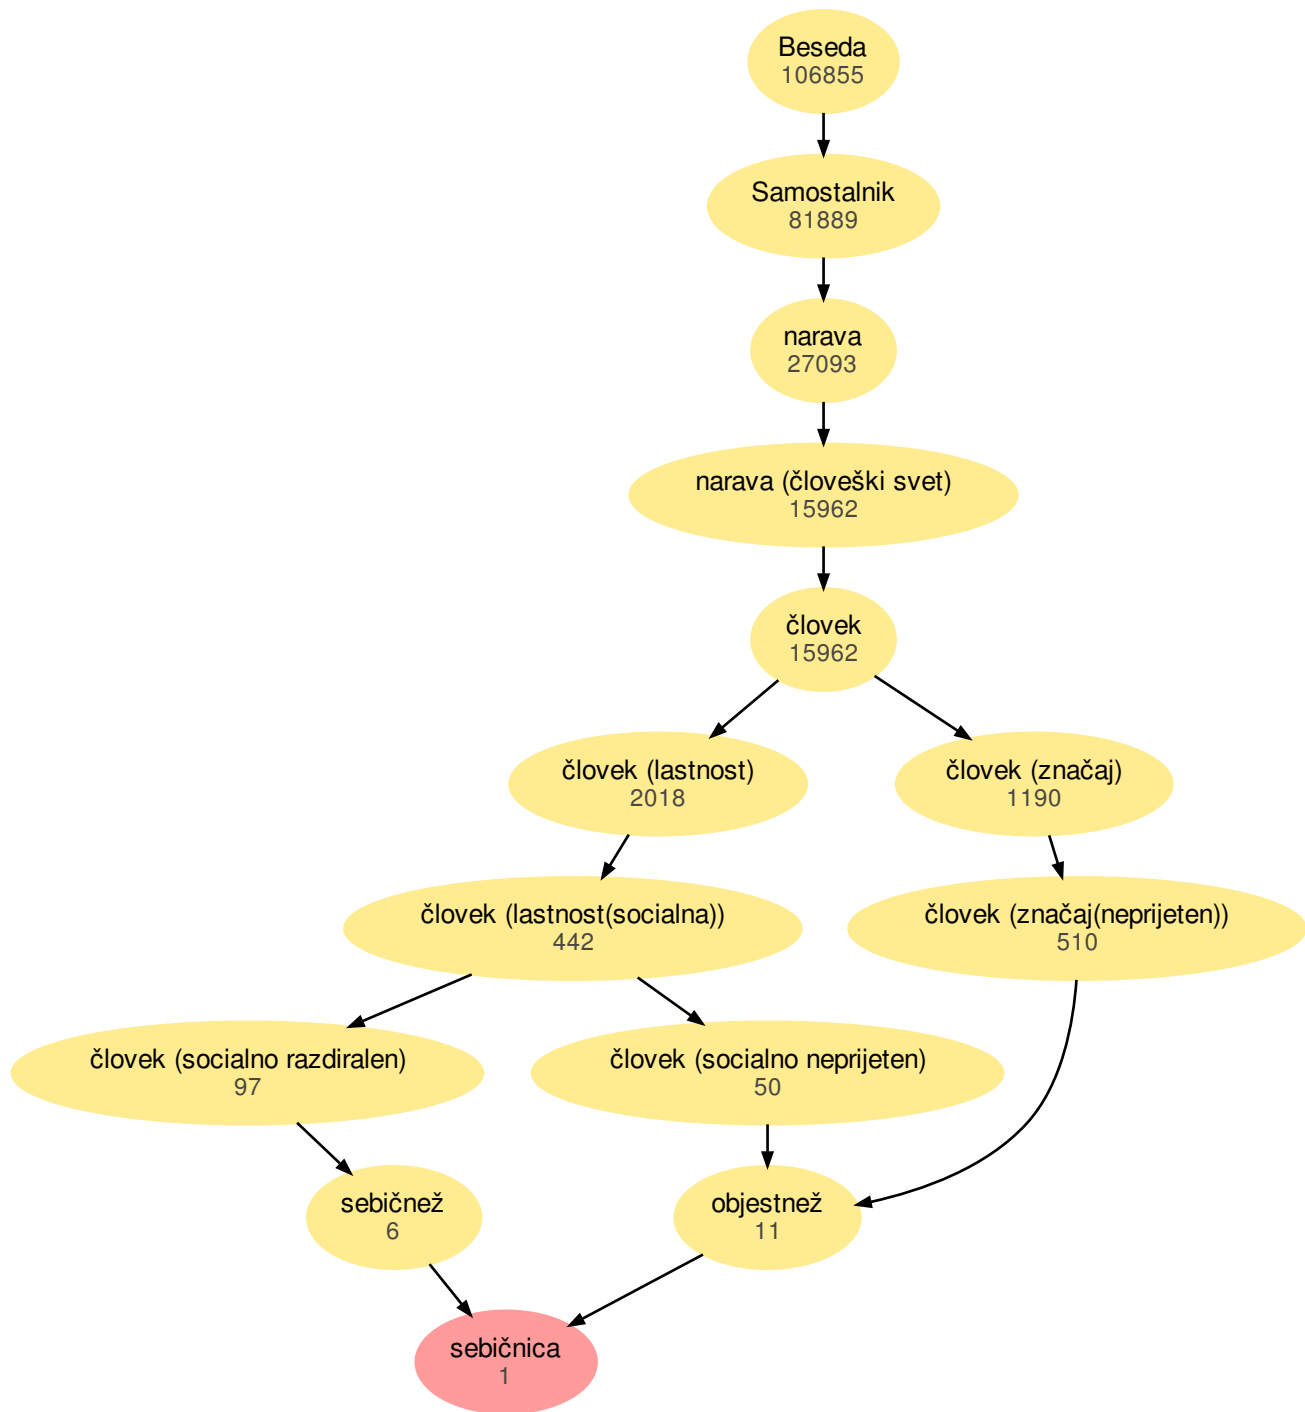 Beseda
106855
Samostalnik
81889
narava
27093
narava (človeški svet)
15962
človek
15962
človek (lastnost)
2018
človek (značaj)
1190
človek (lastnost(socialna))
442
človek (značaj(neprijeten))
510
človek (socialno razdiralen)
97
človek (socialno neprijeten)
50
sebičnež
6
objestnež
11
sebičnica
1